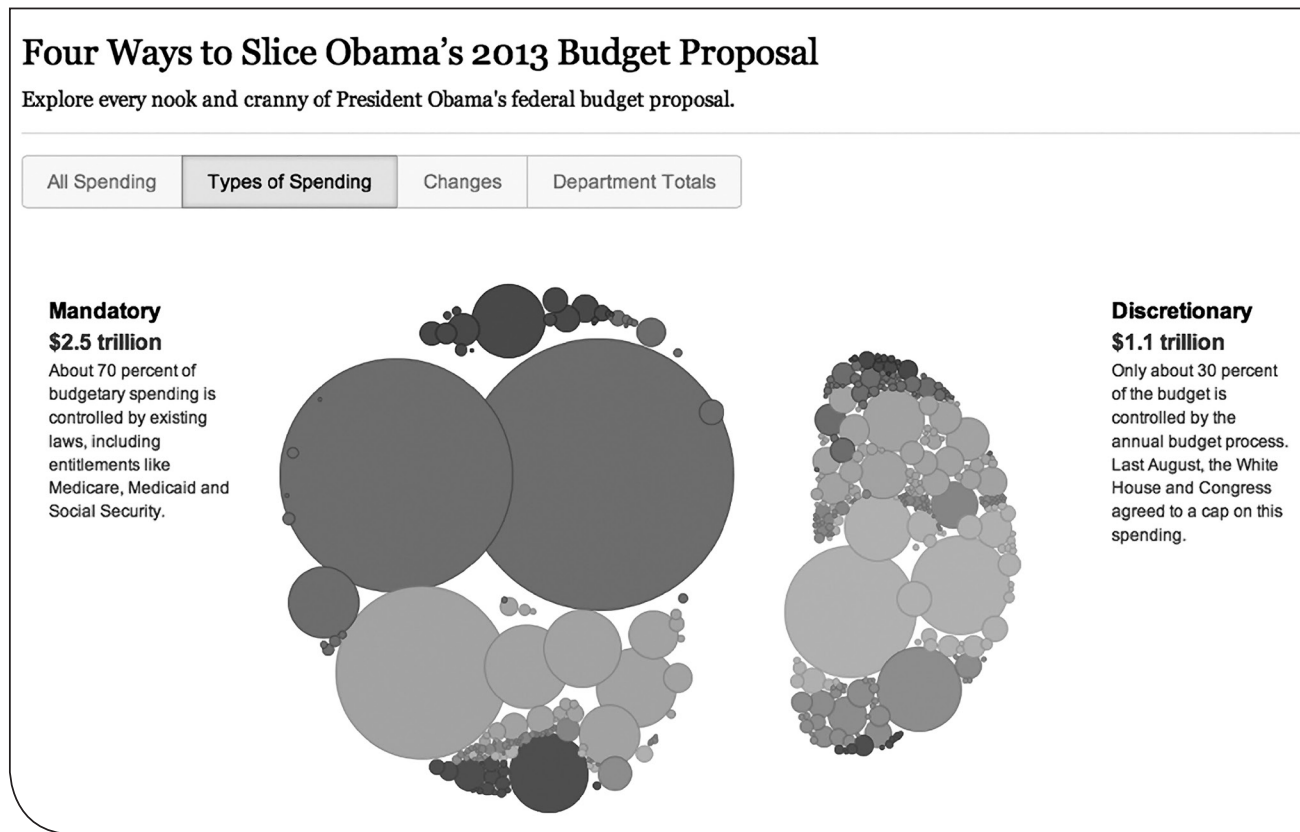 Four Ways to Slice Obama’s 2013 Budget Proposal
Explore every nook and cranny of President Obama's federal budget proposal.
All Spending
Types of Spending
Changes
Department Totals
Mandatory
$2.5 trillion
About 70 percent of
budgetary spending is
controlled by existing
laws, including
entitlements like
Medicare, Medicaid and
Social Security.
Discretionary
$1.1 trillion
Only about 30 percent
of the budget is
controlled by the
annual budget process.
Last August, the White
House and Congress
agreed to a cap on this
spending.